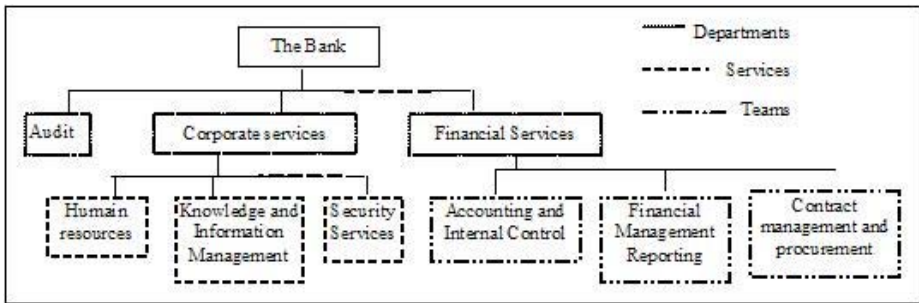 The Bank
Departments
Services
Teams
Audit
Corporate services
Financial Services
Humain
resources
Knowledge and
Information
Management
Security
Services
Accounting and
Internal Control
Financial
Management
Reporting
Contract
management and
procurement